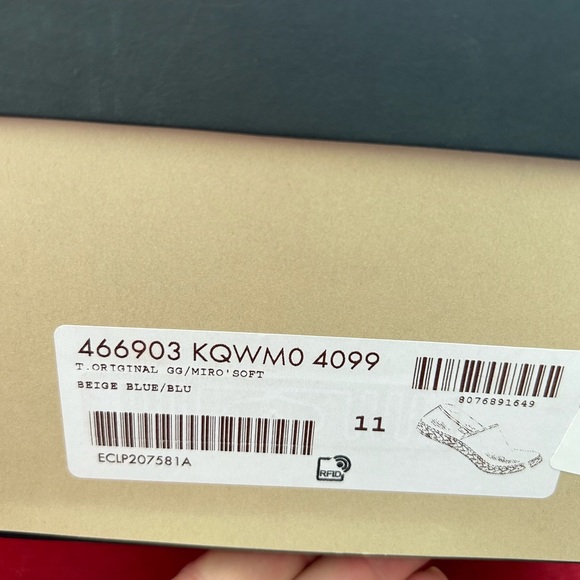 466903 KQWM0 4099
T.ORIGINAL GG/MIRO'SOFT
BEIGE BLUE/BLU
8076891649
11
ECLP207581A
RFID